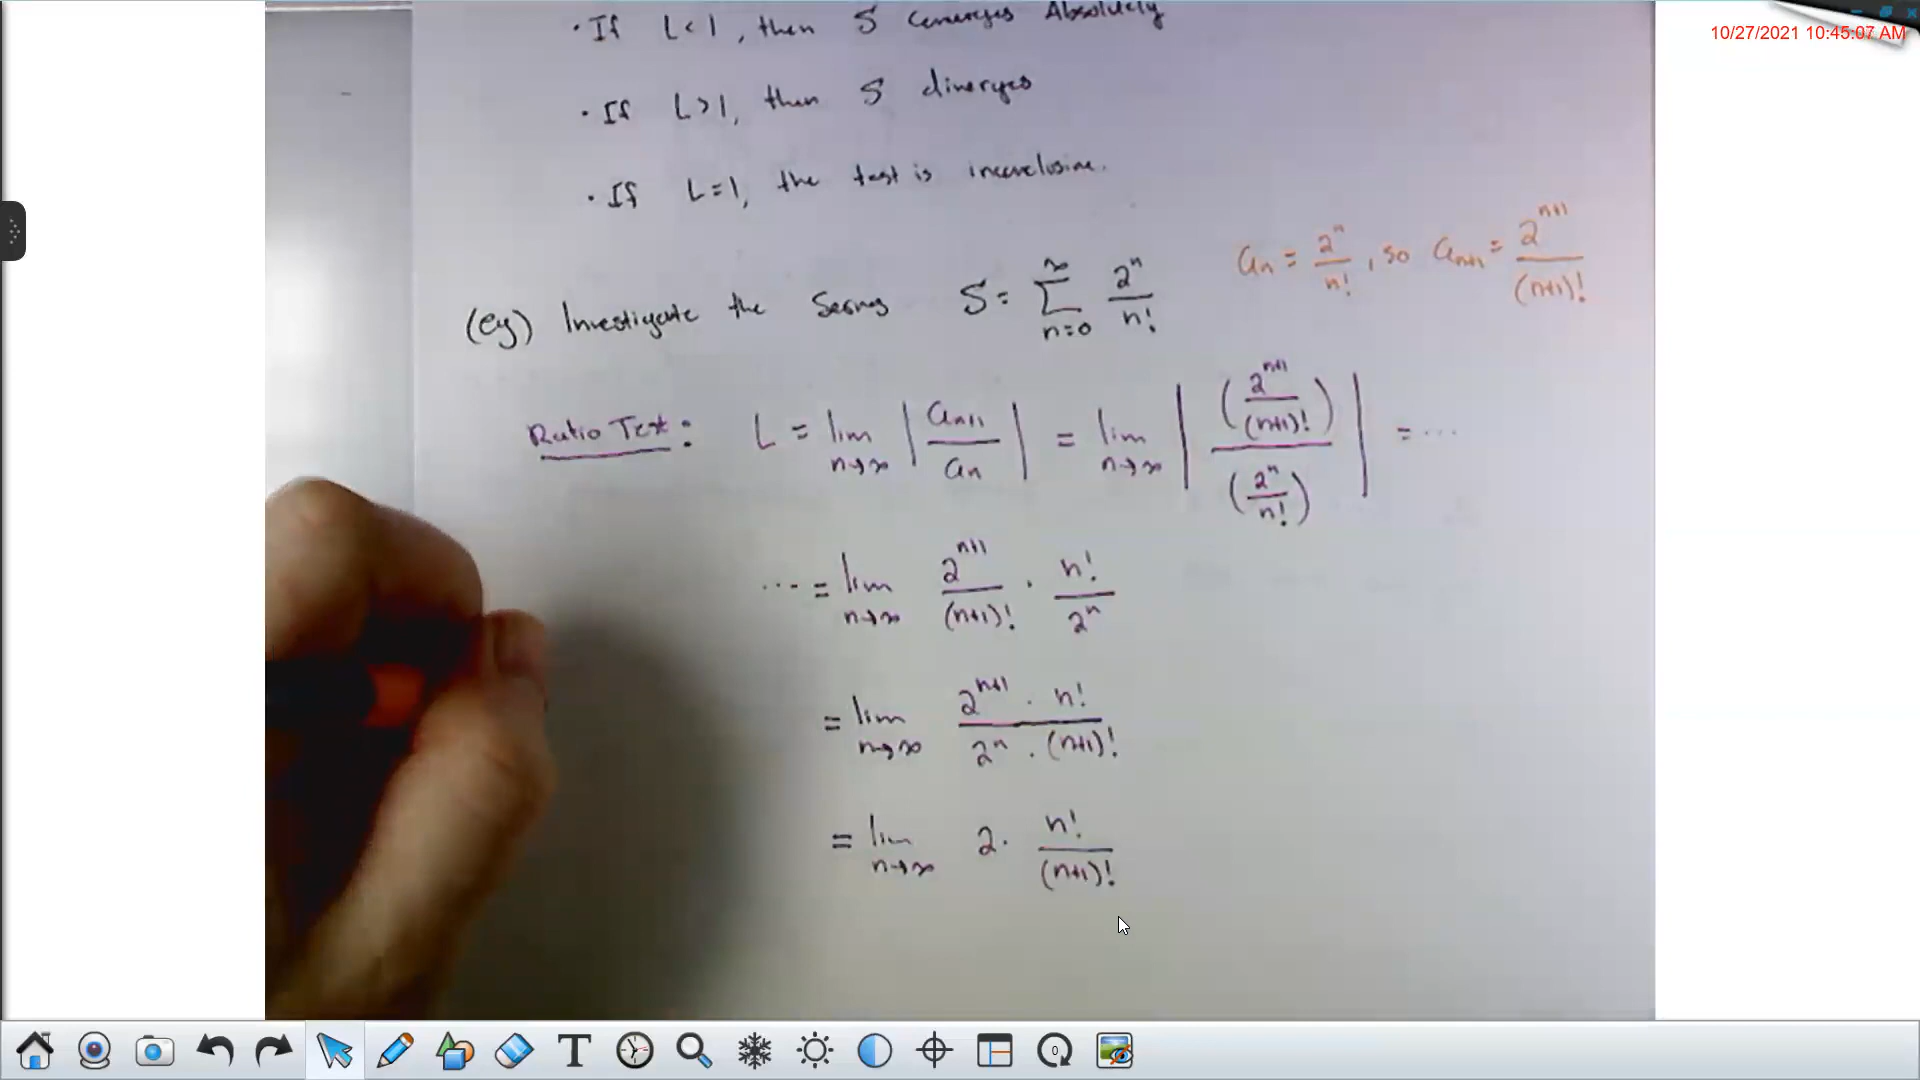 10/27/2021 10:45:07 AM
· If L < 1, then S converges Absolutely
· If L > 1, then S diverges
· If L = 1, the test is inconclusive.
aₙ = 2ⁿ/n!, so aₙ₊₁ = 2ⁿ⁺¹/(n+1)!
(eg) Investigate the Series S = ∑_{n=0}^{∞} 2ⁿ/n!
Ratio Test: L = lim_{n→∞} |aₙ₊₁/aₙ| = lim_{n→∞} |(2ⁿ⁺¹/(n+1)!)/(2ⁿ/n!)| = ...
... = lim_{n→∞} 2ⁿ⁺¹/(n+1)! · n!/2ⁿ
= lim_{n→∞} (2ⁿ⁺¹ · n!)/(2ⁿ · (n+1)!)
= lim_{n→∞} 2 · n!/(n+1)!
T
0